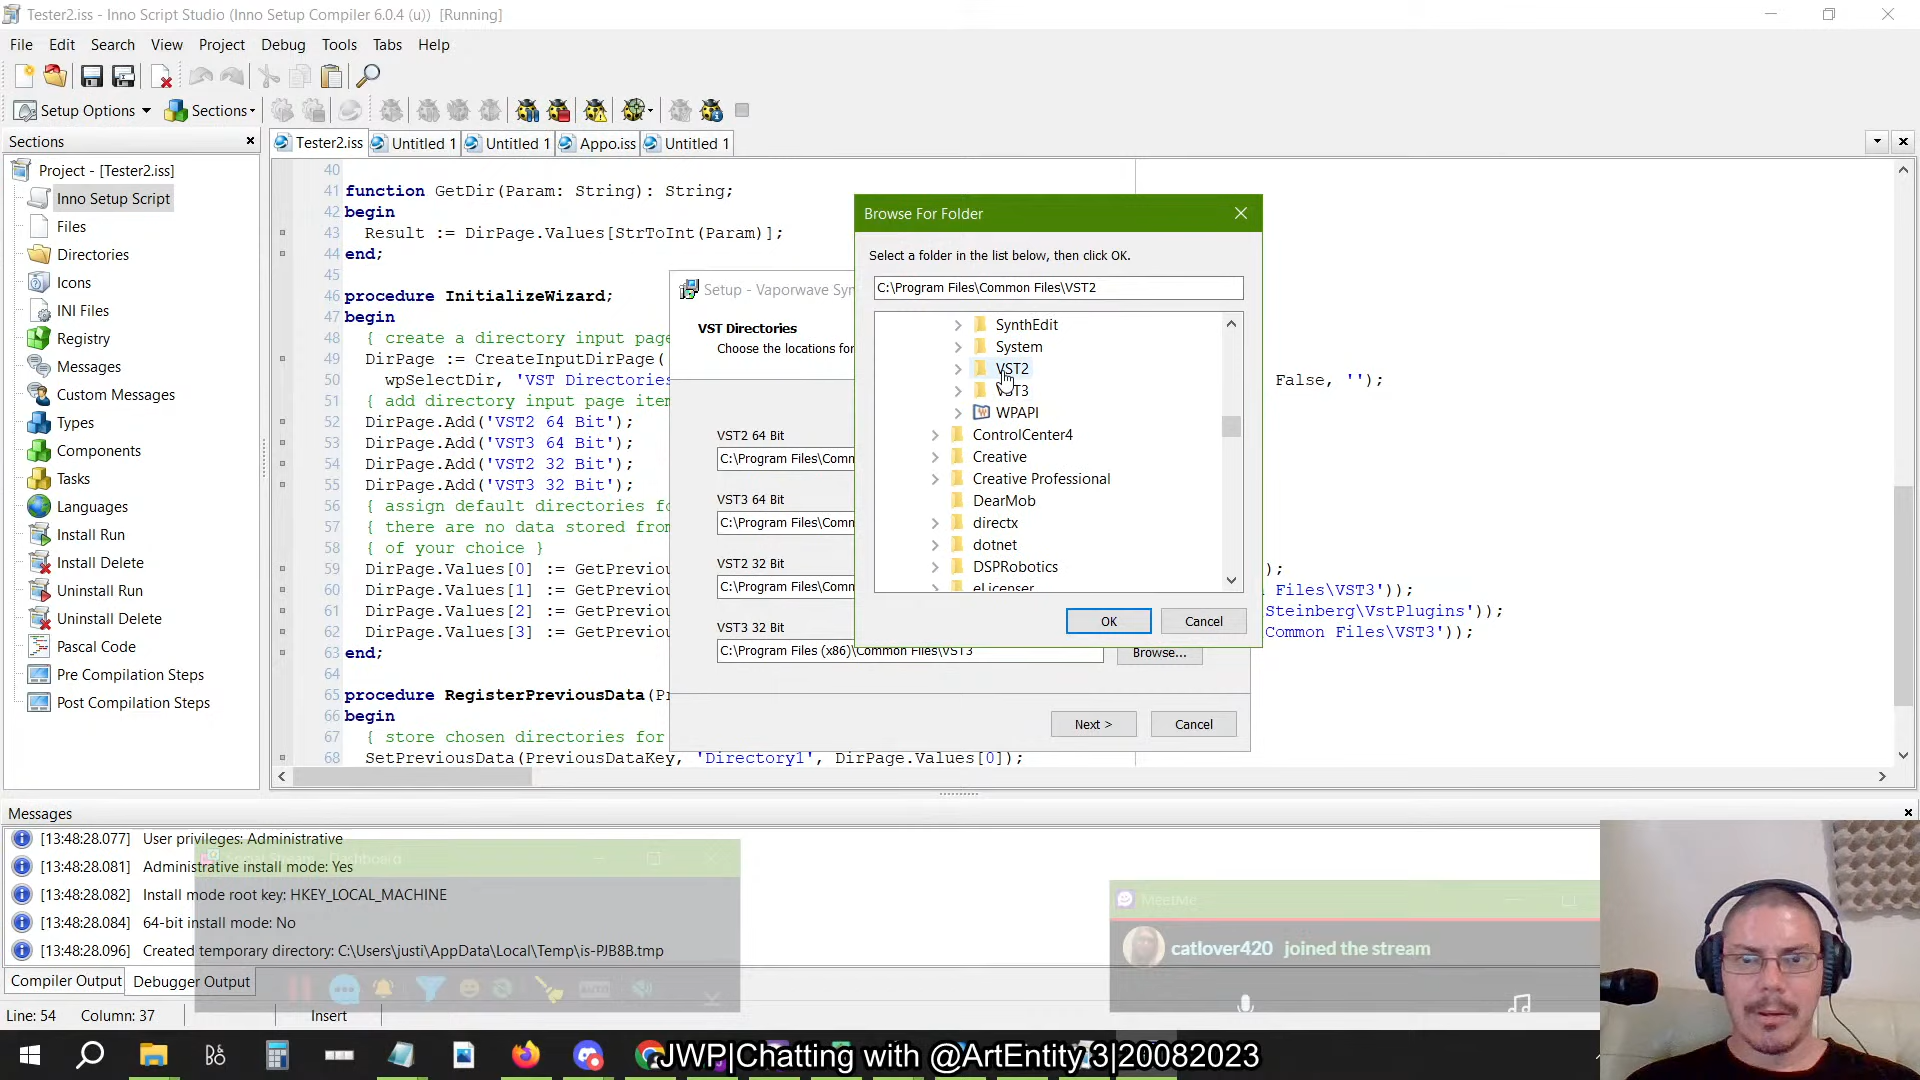 Tester2.iss - Inno Script Studio (Inno Setup Compiler 6.0.4 (u)) [Running]
File Edit Search View Project Debug Tools Tabs Help
Setup Options Sections
Sections
Tester2.iss Untitled 1 Untitled 1 Appo.iss Untitled 1
Project - [Tester2.iss]
Inno Setup Script
Files
Directories
Icons
INI Files
Registry
Messages
Custom Messages
Types
Components
Tasks
Languages
Install Run
Install Delete
Uninstall Run
Uninstall Delete
Pascal Code
Pre Compilation Steps
Post Compilation Steps
40
41 function GetDir(Param: String): String;
42 begin
43 Result := DirPage.Values[StrToInt(Param)];
44 end;
45
46 procedure InitializeWizard;
47 begin
48 { create a directory input page
49 DirPage := CreateInputDirPage(
50 wpSelectDir, 'VST Directories False, '');
51 { add directory input page item
52 DirPage.Add('VST2 64 Bit');
53 DirPage.Add('VST3 64 Bit');
54 DirPage.Add('VST2 32 Bit');
55 DirPage.Add('VST3 32 Bit');
56 { assign default directories fo
57 { there are no data stored from
58 { of your choice }
59 DirPage.Values[0] := GetPreviou );
60 DirPage.Values[1] := GetPreviou Files\VST3'));
61 DirPage.Values[2] := GetPreviou Steinberg\VstPlugins'));
62 DirPage.Values[3] := GetPreviou Common Files\VST3'));
63 end;
64
65 procedure RegisterPreviousData(P
66 begin
67 { store chosen directories for
68 SetPreviousData(PreviousDataKey, 'Directory1', DirPage.Values[0]);
Setup - Vaporwave Syn
VST Directories
Choose the locations for
VST2 64 Bit
C:\Program Files\Comm
VST3 64 Bit
C:\Program Files\Comm
VST2 32 Bit
C:\Program Files\Comm
VST3 32 Bit
C:\Program Files (x86)\Common Files\VST3
Browse...
Next > Cancel
Browse For Folder
Select a folder in the list below, then click OK.
C:\Program Files\Common Files\VST2
SynthEdit
System
VST2
VST3
WPAPI
ControlCenter4
Creative
Creative Professional
DearMob
directx
dotnet
DSPRobotics
eLicenser
OK Cancel
Messages
[13:48:28.077] User privileges: Administrative
[13:48:28.081] Administrative install mode: Yes
[13:48:28.082] Install mode root key: HKEY_LOCAL_MACHINE
[13:48:28.084] 64-bit install mode: No
[13:48:28.096] Created temporary directory: C:\Users\justi\AppData\Local\Temp\is-PJB8B.tmp
Compiler Output Debugger Output
AUTO
MeetMe
catlover420 joined the stream
Line: 54 Column: 37 Insert
JWP|Chatting with @ArtEntity 3|20082023